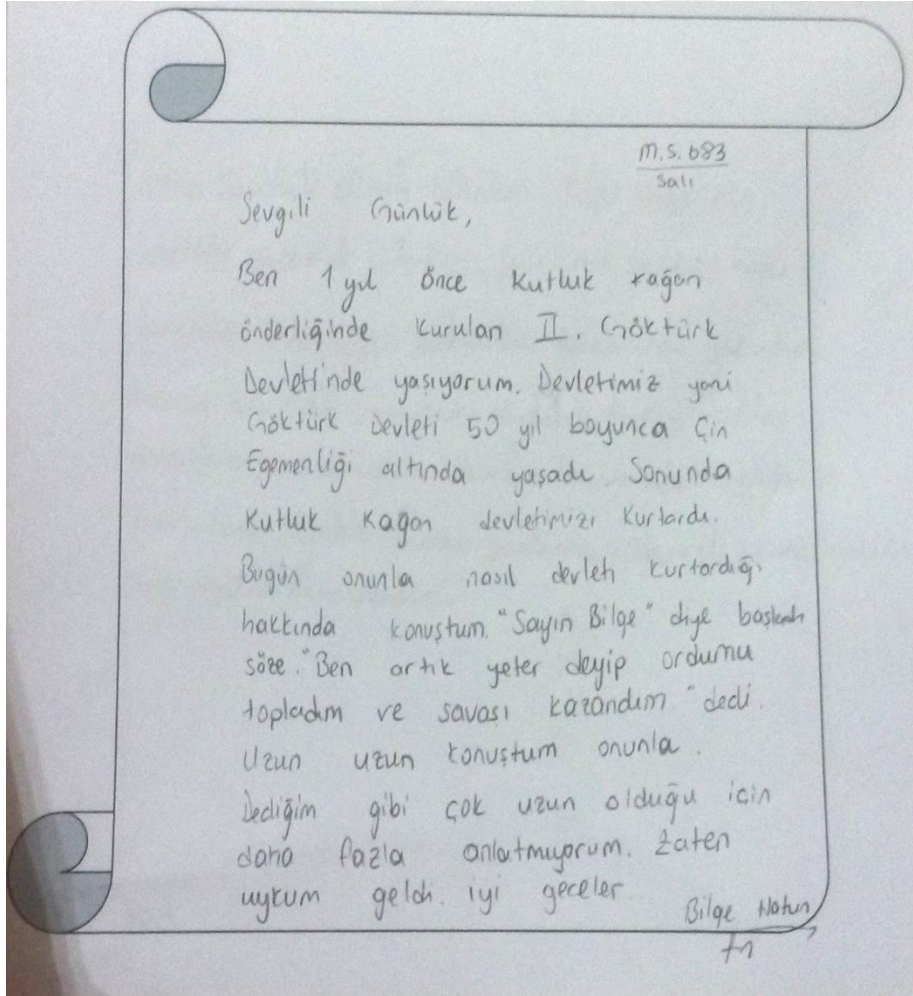 M.S. 683
Salı
Sevgili Günlük,
Ben 1 yıl önce Kutluk Kağan
önderliğinde kurulan II. Göktürk
Devleti'nde yaşıyorum. Devletimiz yani
Göktürk Devleti 50 yıl boyunca Çin
Egemenliği altında yaşadı. Sonunda
Kutluk Kağan devletimizi kurtardı.
Bugün onunla nasıl devleti kurtardığı
hakkında konuştum. "Sayın Bilge" diye başladı
söze. "Ben artık yeter deyip ordumu
topladım ve savaşı kazandım" dedi.
Uzun uzun konuştum onunla.
Dediğim gibi çok uzun olduğu için
daha fazla anlatmıyorum. Zaten
uykum geldi. iyi geceler
Bilge Hatun